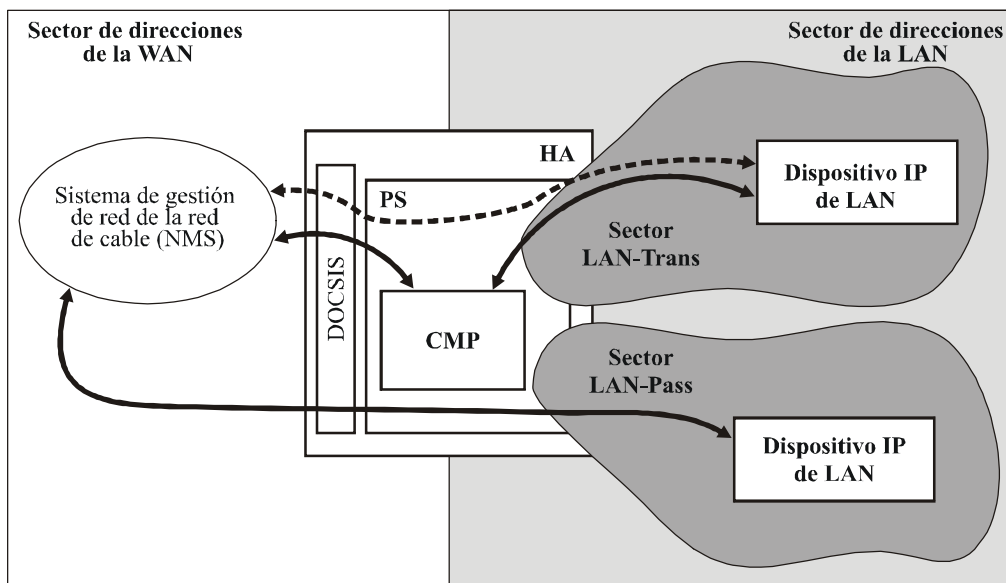 Sector de direcciones
de la WAN
Sector de direcciones
de la LAN
HA
PS
DOCSIS
CMP
Sistema de gestión
de red de la red
de cable (NMS)
Dispositivo IP
de LAN
Sector
LAN-Trans
Sector
LAN-Pass
Dispositivo IP
de LAN